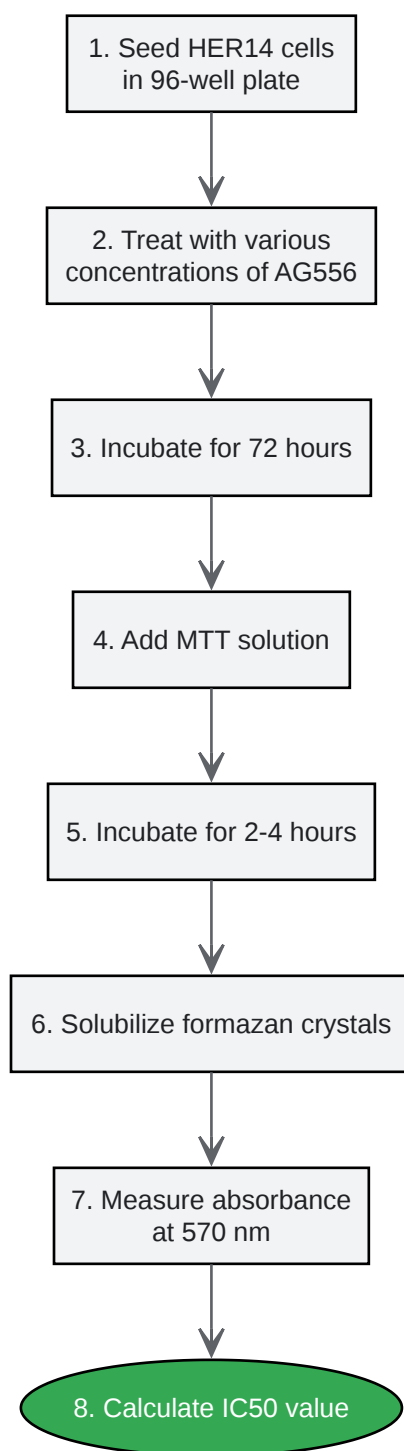 1. Seed HER14 cells
in 96-well plate
2. Treat with various
concentrations of AG556
3. Incubate for 72 hours
4. Add MTT solution
5. Incubate for 2-4 hours
6. Solubilize formazan crystals
7. Measure absorbance
at 570 nm
8. Calculate IC50 value